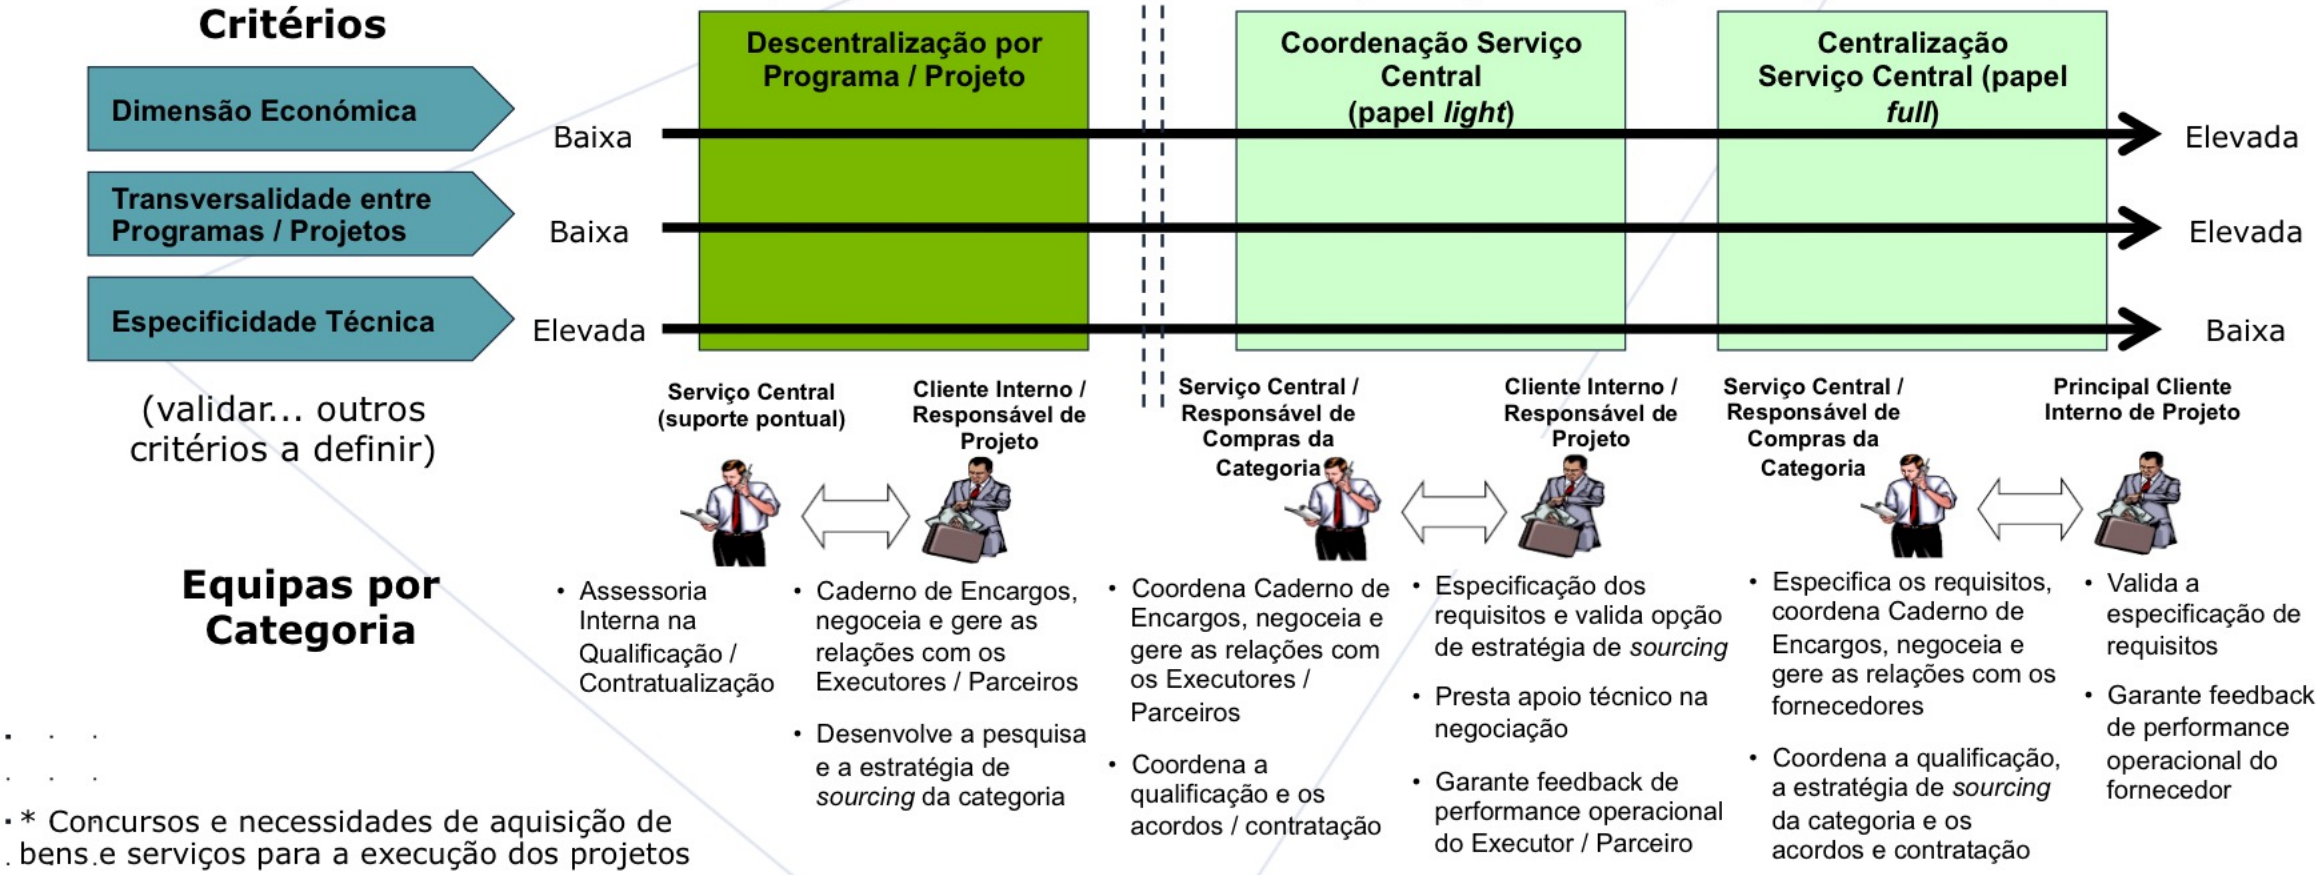 Critérios
Dimensão Económica
Transversalidade entre
Programas / Projetos
Especificidade Técnica
(validar... outros
critérios a definir)
Baixa
Baixa
Elevada
Descentralização por
Programa / Projeto
Coordenação Serviço
Central
(papel light)
Centralização
Serviço Central (papel
full)
Elevada
Elevada
Baixa
Serviço Central
(suporte pontual)
Cliente Interno /
Responsável de
Projeto
Serviço Central /
Responsável de
Compras da
Categoria
Cliente Interno /
Responsável de
Projeto
Serviço Central /
Responsável de
Compras da
Categoria
Principal Cliente
Interno de Projeto
Equipas por
Categoria
• Assessoria
Interna na
Qualificação /
Contratualização
• Caderno de Encargos,
negoceia e gere as
relações com os
Executores / Parceiros
• Desenvolve a pesquisa
e a estratégia de
sourcing da categoria
• Coordena Caderno de
Encargos, negoceia e
gere as relações com
os Executores /
Parceiros
• Coordena a
qualificação e os
acordos / contratação
• Especificação dos
requisitos e valida opção
de estratégia de sourcing
• Presta apoio técnico na
negociação
• Garante feedback de
performance operacional
do Executor / Parceiro
• Especifica os requisitos,
coordena Caderno de
Encargos, negoceia e
gere as relações com os
fornecedores
• Coordena a qualificação,
a estratégia de sourcing
da categoria e os
acordos e contratação
• Valida a
especificação de
requisitos
• Garante feedback
de performance
operacional do
fornecedor
* Concursos e necessidades de aquisição de
bens e serviços para a execução dos projetos